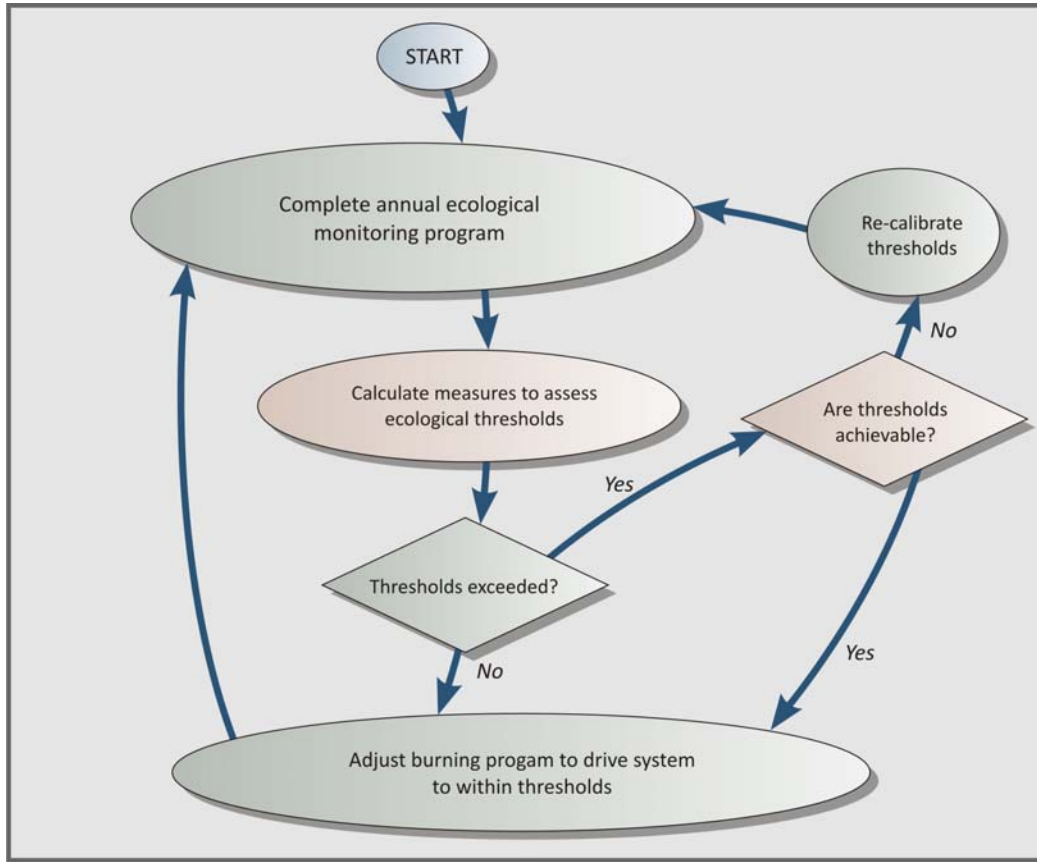 START
Complete annual ecological
monitoring program
Re-calibrate
thresholds
No
Calculate measures to assess
ecological thresholds
Are thresholds
achievable?
Yes
Thresholds exceeded?
No
Yes
Adjust burning progam to drive system
to within thresholds